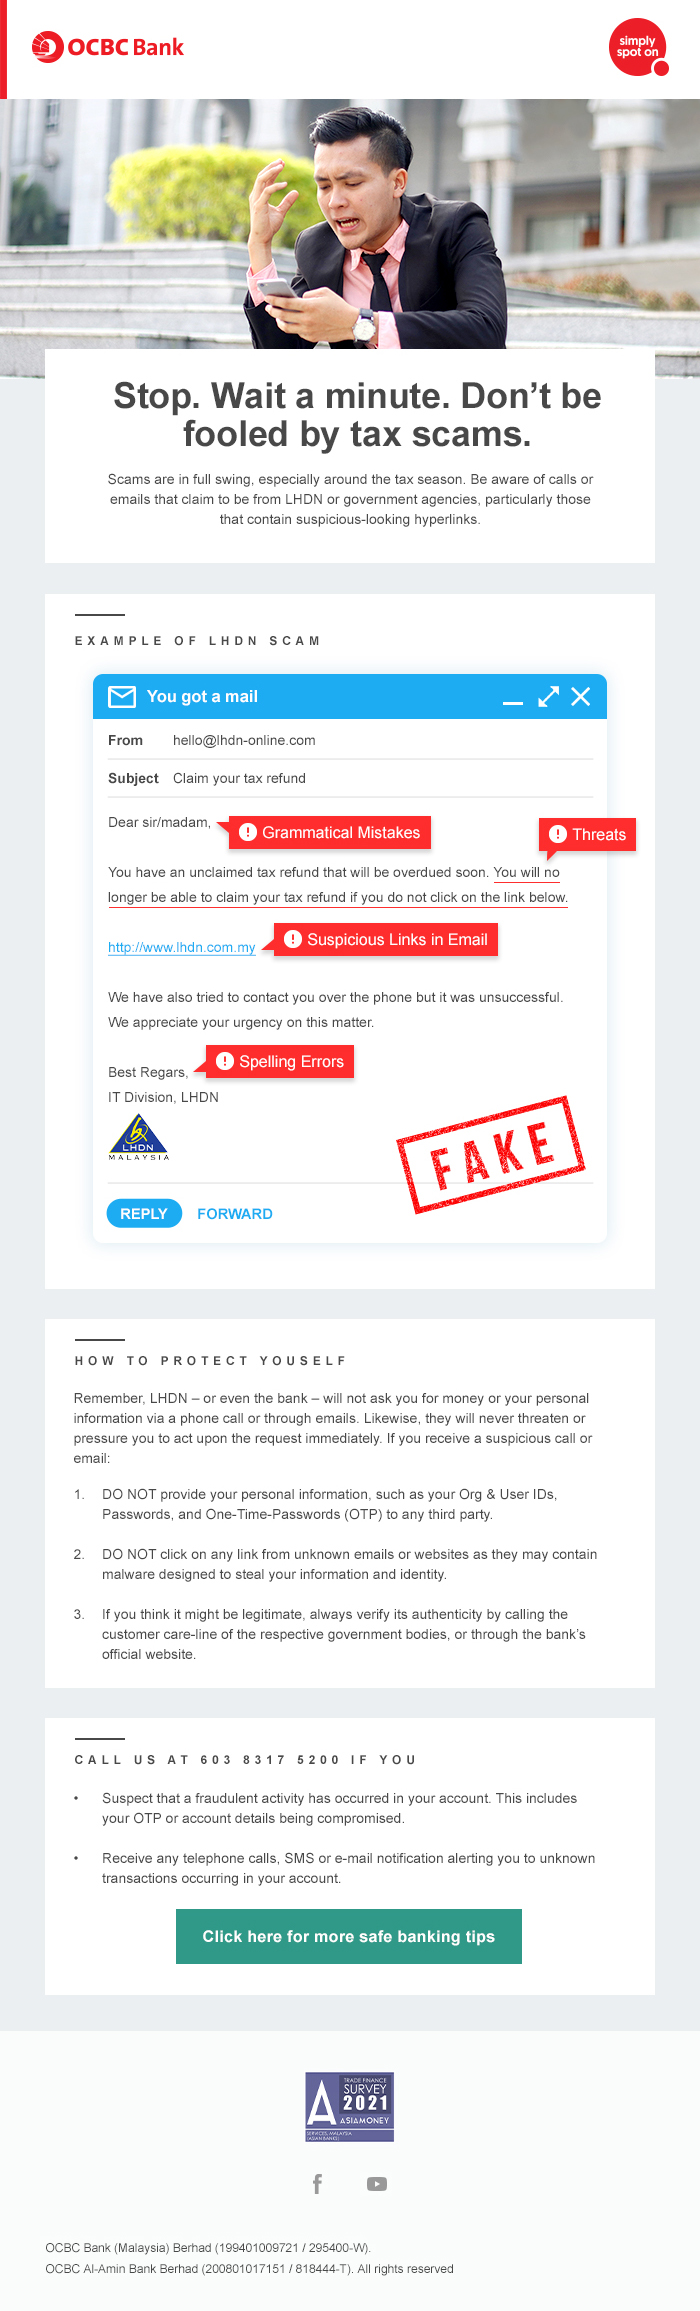 OCBC Bank
simply
spot on
Stop. Wait a minute. Don’t be
fooled by tax scams.
Scams are in full swing, especially around the tax season. Be aware of calls or
emails that claim to be from LHDN or government agencies, particularly those
that contain suspicious-looking hyperlinks.
EXAMPLE OF LHDN SCAM
You got a mail
From hello@lhdn-online.com
Subject Claim your tax refund
Dear sir/madam,
Grammatical Mistakes
Threats
You have an unclaimed tax refund that will be overdued soon. You will no
longer be able to claim your tax refund if you do not click on the link below.
http://www.lhdn.com.my
Suspicious Links in Email
We have also tried to contact you over the phone but it was unsuccessful.
We appreciate your urgency on this matter.
Best Regars,
Spelling Errors
IT Division, LHDN
LHDN
MALAYSIA
FAKE
REPLY FORWARD
HOW TO PROTECT YOUSELF
Remember, LHDN – or even the bank – will not ask you for money or your personal
information via a phone call or through emails. Likewise, they will never threaten or
pressure you to act upon the request immediately. If you receive a suspicious call or
email:
1. DO NOT provide your personal information, such as your Org & User IDs,
Passwords, and One-Time-Passwords (OTP) to any third party.
2. DO NOT click on any link from unknown emails or websites as they may contain
malware designed to steal your information and identity.
3. If you think it might be legitimate, always verify its authenticity by calling the
customer care-line of the respective government bodies, or through the bank’s
official website.
CALL US AT 603 8317 5200 IF YOU
• Suspect that a fraudulent activity has occurred in your account. This includes
your OTP or account details being compromised.
• Receive any telephone calls, SMS or e-mail notification alerting you to unknown
transactions occurring in your account.
Click here for more safe banking tips
A
TRADE FINANCE
SURVEY
2021
ASIAMONEY
SERVICES, MALAYSIA
(ASIAN BANKS)
OCBC Bank (Malaysia) Berhad (199401009721 / 295400-W).
OCBC Al-Amin Bank Berhad (200801017151 / 818444-T). All rights reserved